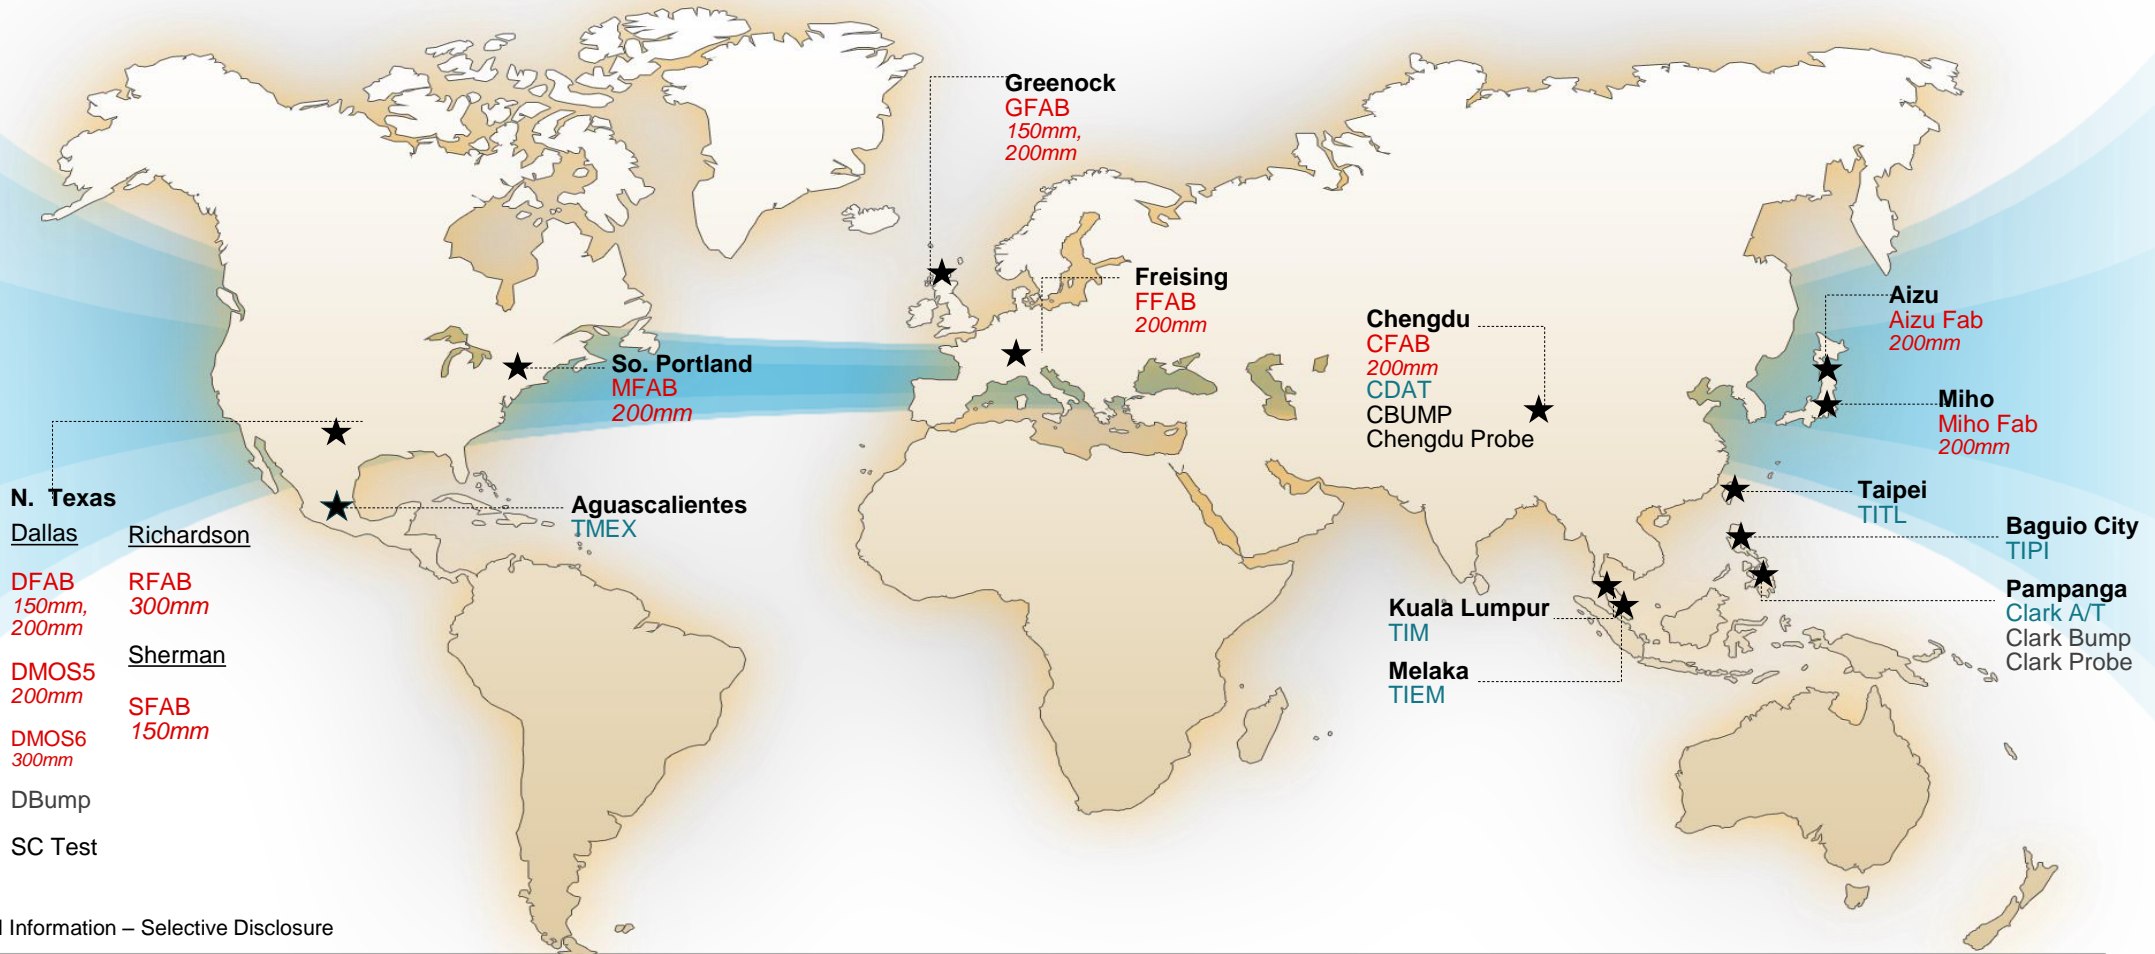 Greenock
GFAB
150mm,
200mm
Freising
FFAB
200mm
So. Portland
MFAB
200mm
Chengdu
CFAB
200mm
CDAT
CBUMP
Chengdu Probe
Aizu
Aizu Fab
200mm
Miho
Miho Fab
200mm
Taipei
TITL
Baguio City
TIPI
Pampanga
Clark A/T
Clark Bump
Clark Probe
Kuala Lumpur
TIM
Melaka
TIEM
Aguascalientes
TMEX
N. Texas
Dallas
DFAB
150mm,
200mm
DMOS5
200mm
DMOS6
300mm
DBump
SC Test
Richardson
RFAB
300mm
Sherman
SFAB
150mm
Information – Selective Disclosure